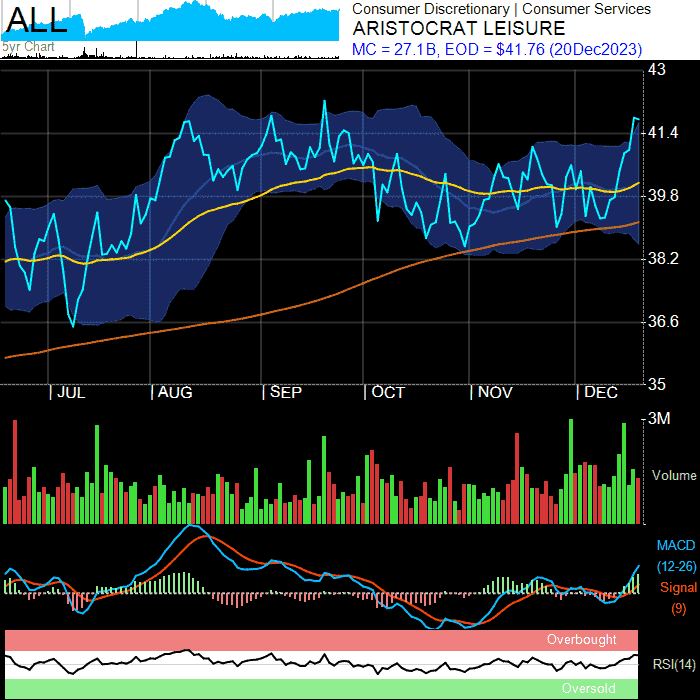 ALL
5yr Chart
Consumer Discretionary | Consumer Services
ARISTOCRAT LEISURE
MC = 27.1B, EOD = $41.76 (20Dec2023)
43
41.4
39.8
38.2
36.6
35
| JUL | AUG | SEP | OCT | NOV | DEC
3M
Volume
MACD
(12-26)
Signal
(9)
Overbought
RSI(14)
Oversold